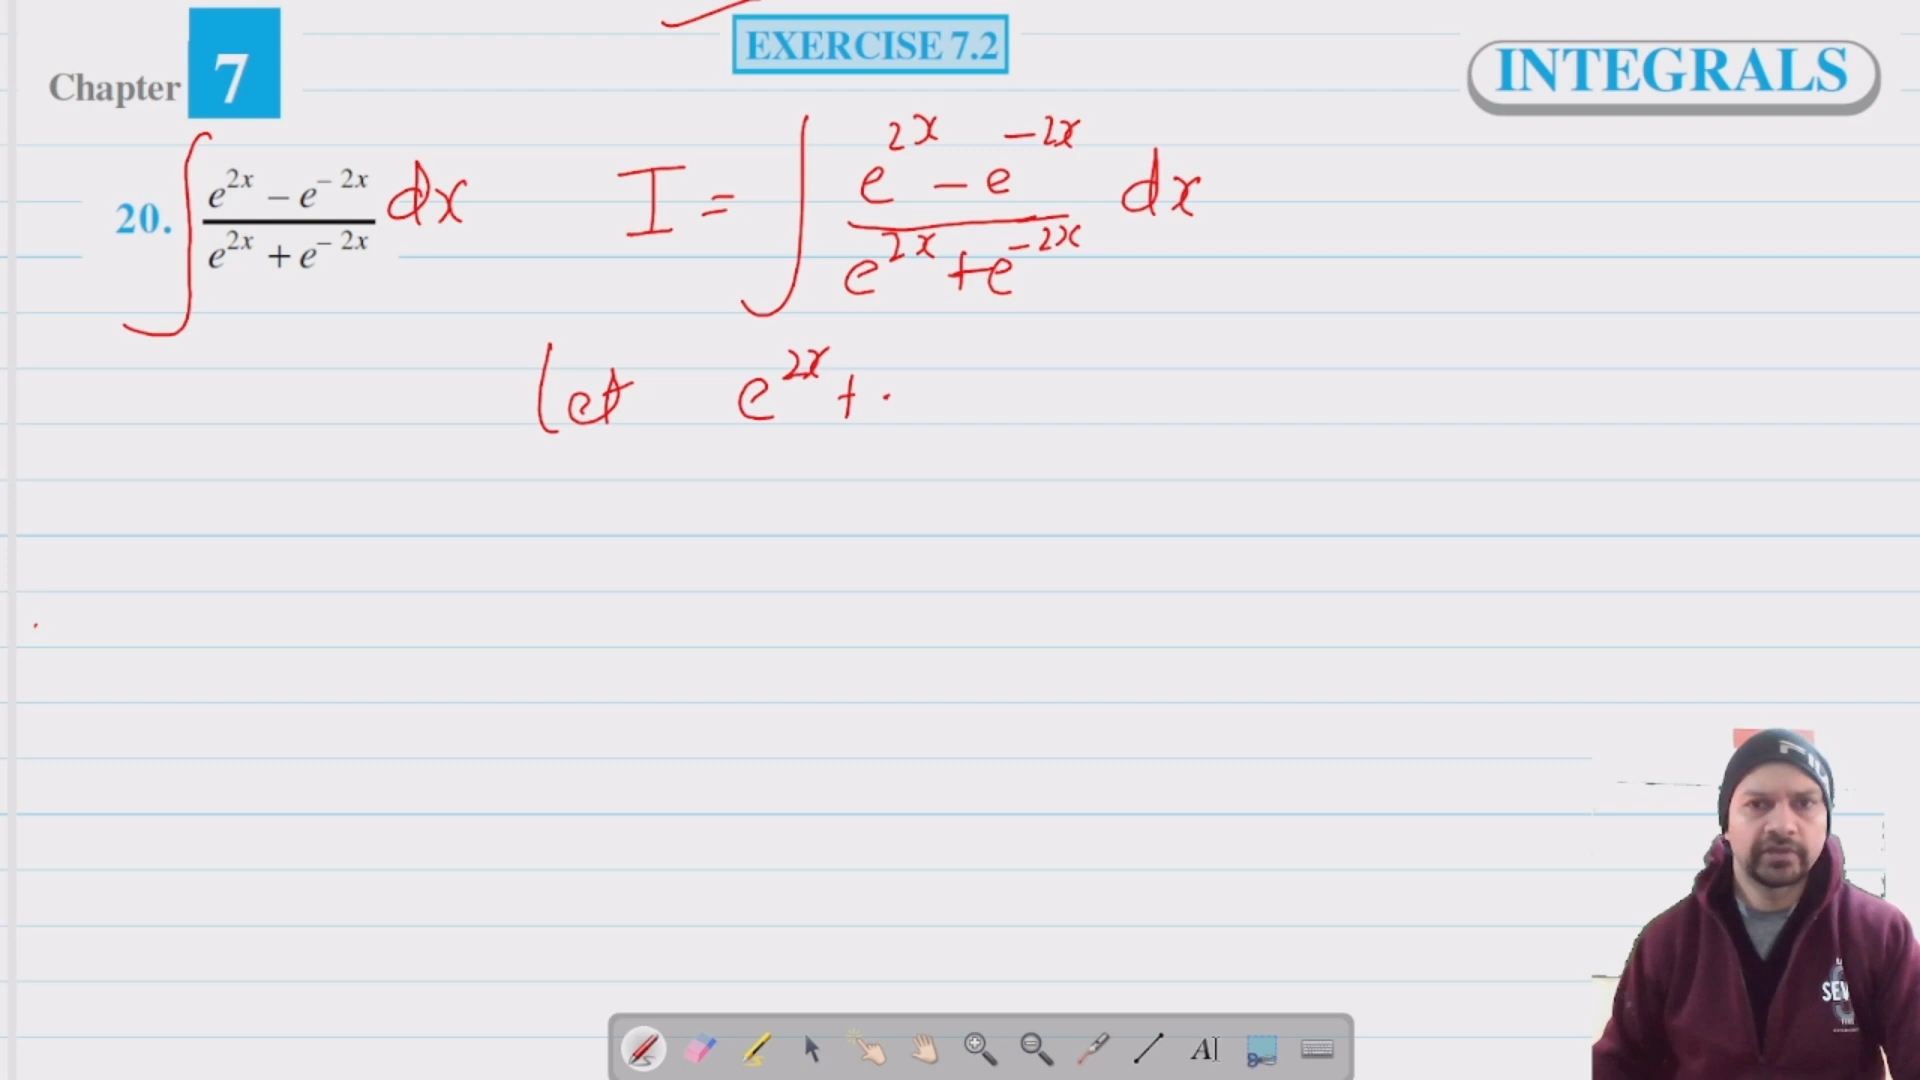 EXERCISE 7.2
Chapter 7
INTEGRALS
20. ∫ (e^{2x} − e^{− 2x})/(e^{2x} + e^{− 2x}) dx
I = ∫ (e^{2x} − e^{−2x})/(e^{2x} + e^{−2x}) dx
let e^{2x} + .